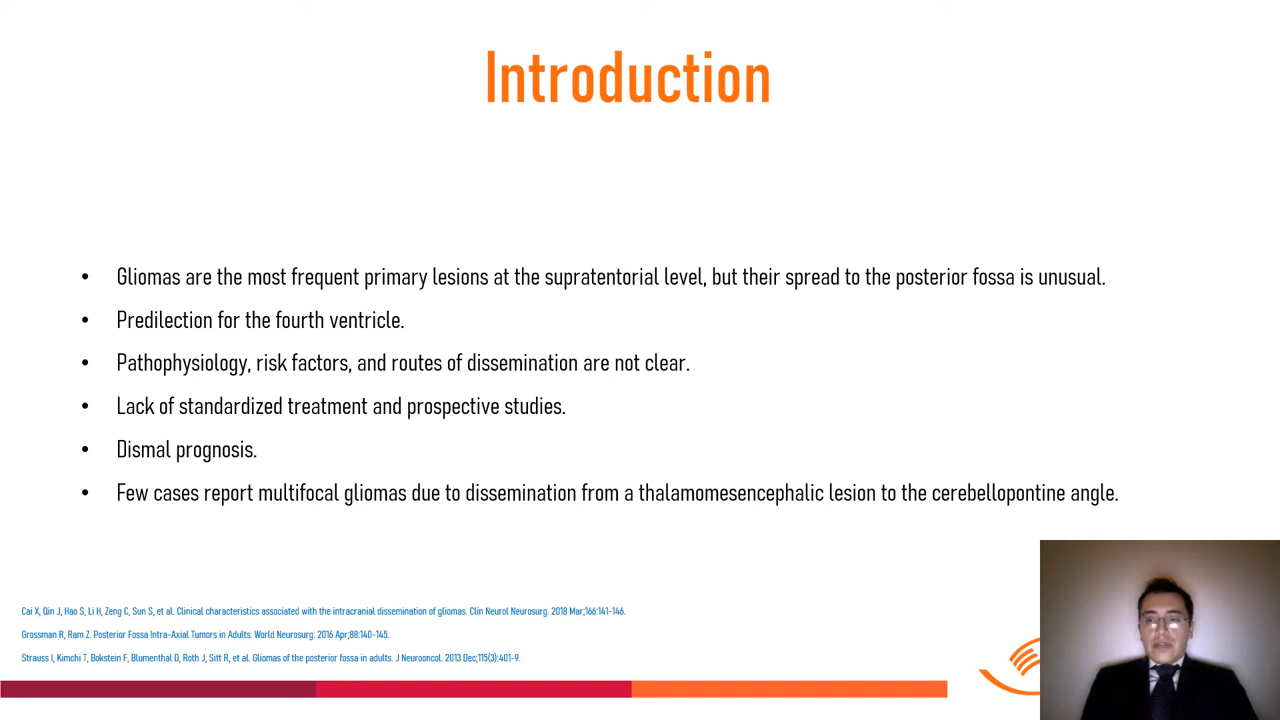 Introduction
• Gliomas are the most frequent primary lesions at the supratentorial level, but their spread to the posterior fossa is unusual.
• Predilection for the fourth ventricle.
• Pathophysiology, risk factors, and routes of dissemination are not clear.
• Lack of standardized treatment and prospective studies.
• Dismal prognosis.
• Few cases report multifocal gliomas due to dissemination from a thalamomesencephalic lesion to the cerebellopontine angle.
Cai X, Qin J, Hao S, Li H, Zeng C, Sun S, et al. Clinical characteristics associated with the intracranial dissemination of gliomas. Clin Neurol Neurosurg. 2018 Mar;166:141-146.
Grossman R, Ram Z. Posterior Fossa Intra-Axial Tumors in Adults. World Neurosurg. 2016 Apr;88:140-145.
Strauss I, Kimchi T, Bokstein F, Blumenthal D, Roth J, Sitt R, et al. Gliomas of the posterior fossa in adults. J Neurooncol. 2013 Dec;115(3):401-9.